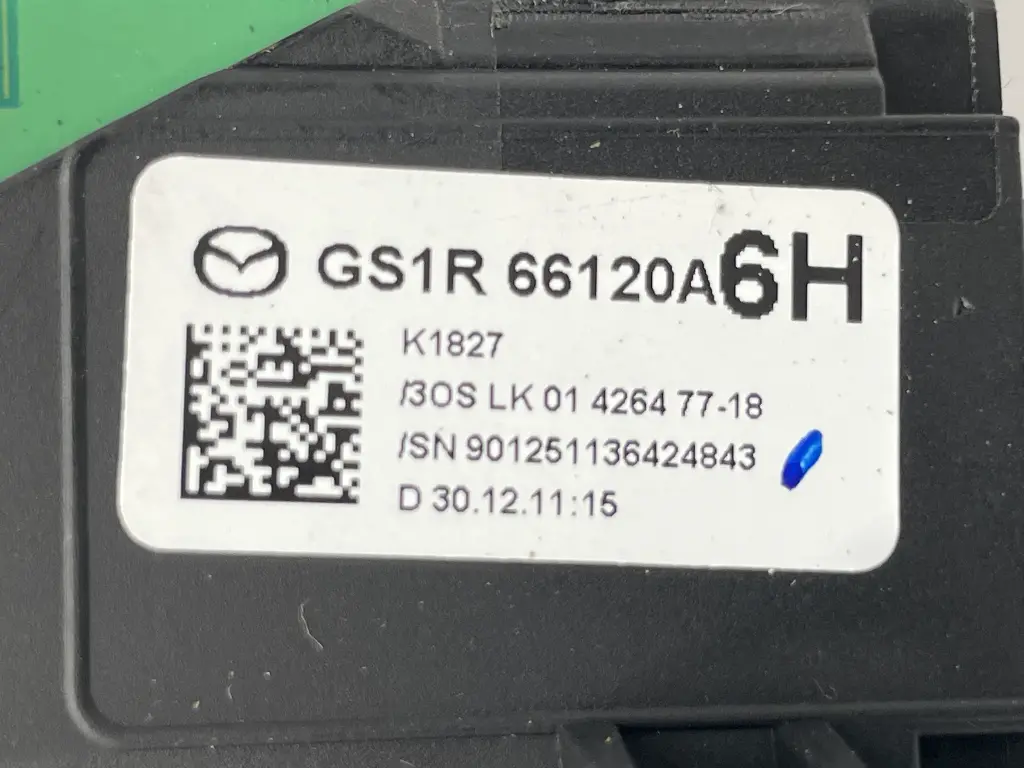 GS1R 66120A6H
K1827
/3OS LK 01 4264 77-18
/SN 901251136424843
D 30.12.11:15